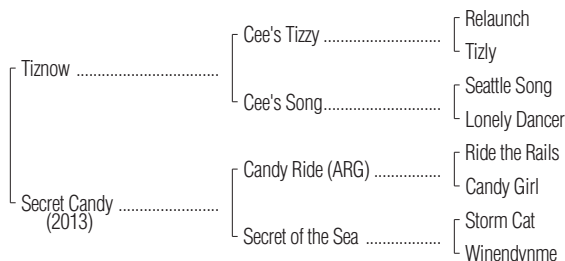 Relaunch
Cee's Tizzy
Tizly
Tiznow
Seattle Song
Cee's Song
Lonely Dancer
Ride the Rails
Candy Ride (ARG)
Candy Girl
Secret Candy
(2013)
Storm Cat
Secret of the Sea
Winendynme